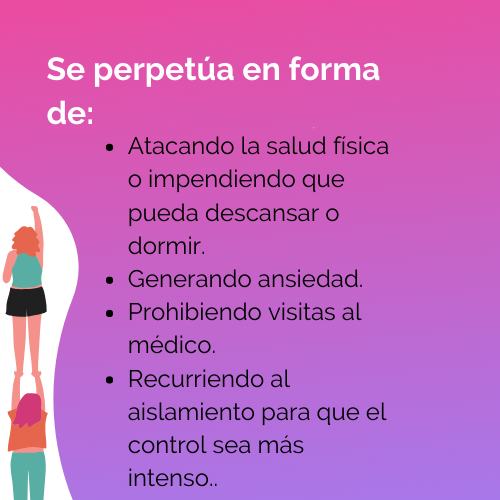 Se perpetúa en forma
de:
• Atacando la salud física
o impendiendo que
pueda descansar o
dormir.
• Generando ansiedad.
• Prohibiendo visitas al
médico.
• Recurriendo al
aislamiento para que el
control sea más
intenso..